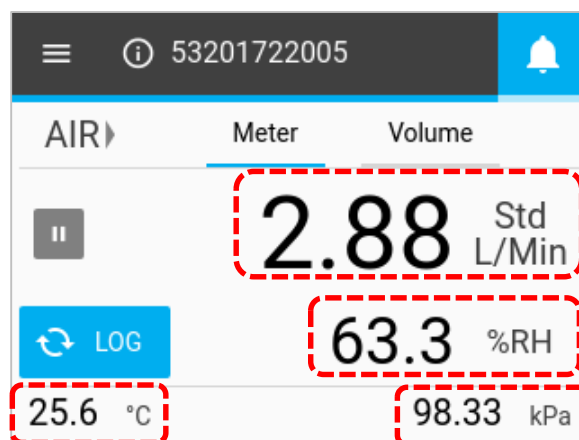 53201722005
AIR Meter Volume
2.88 Std L/Min
LOG 63.3 %RH
25.6 °C 98.33 kPa